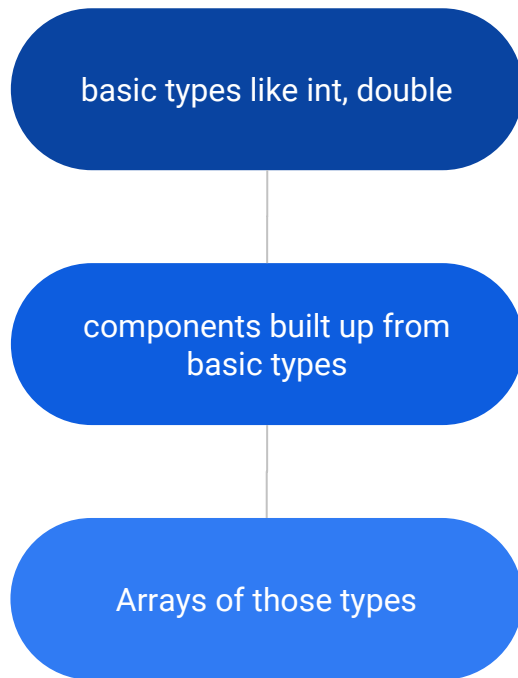 basic types like int, double
components built up from
basic types
Arrays of those types